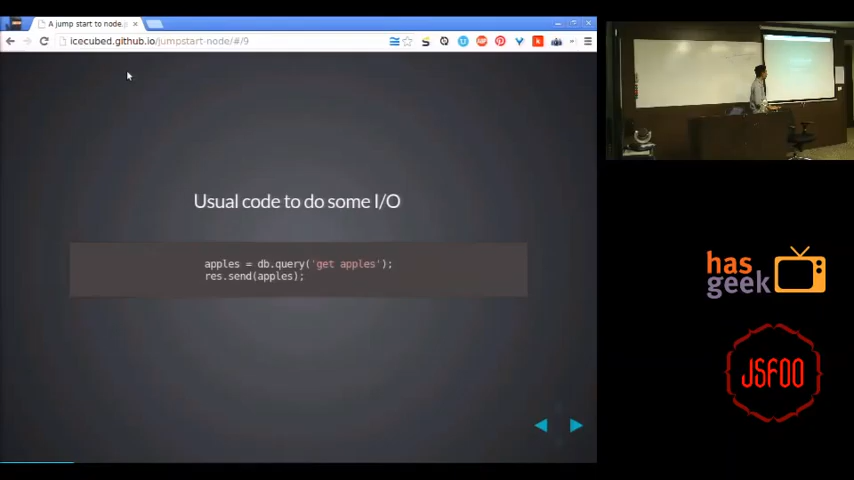 A jump start to node.
icecubed.github.io/jumpstart-node/#/9
Usual code to do some I/O
apples = db.query('get apples');
res.send(apples);
has
geek
JSFOO